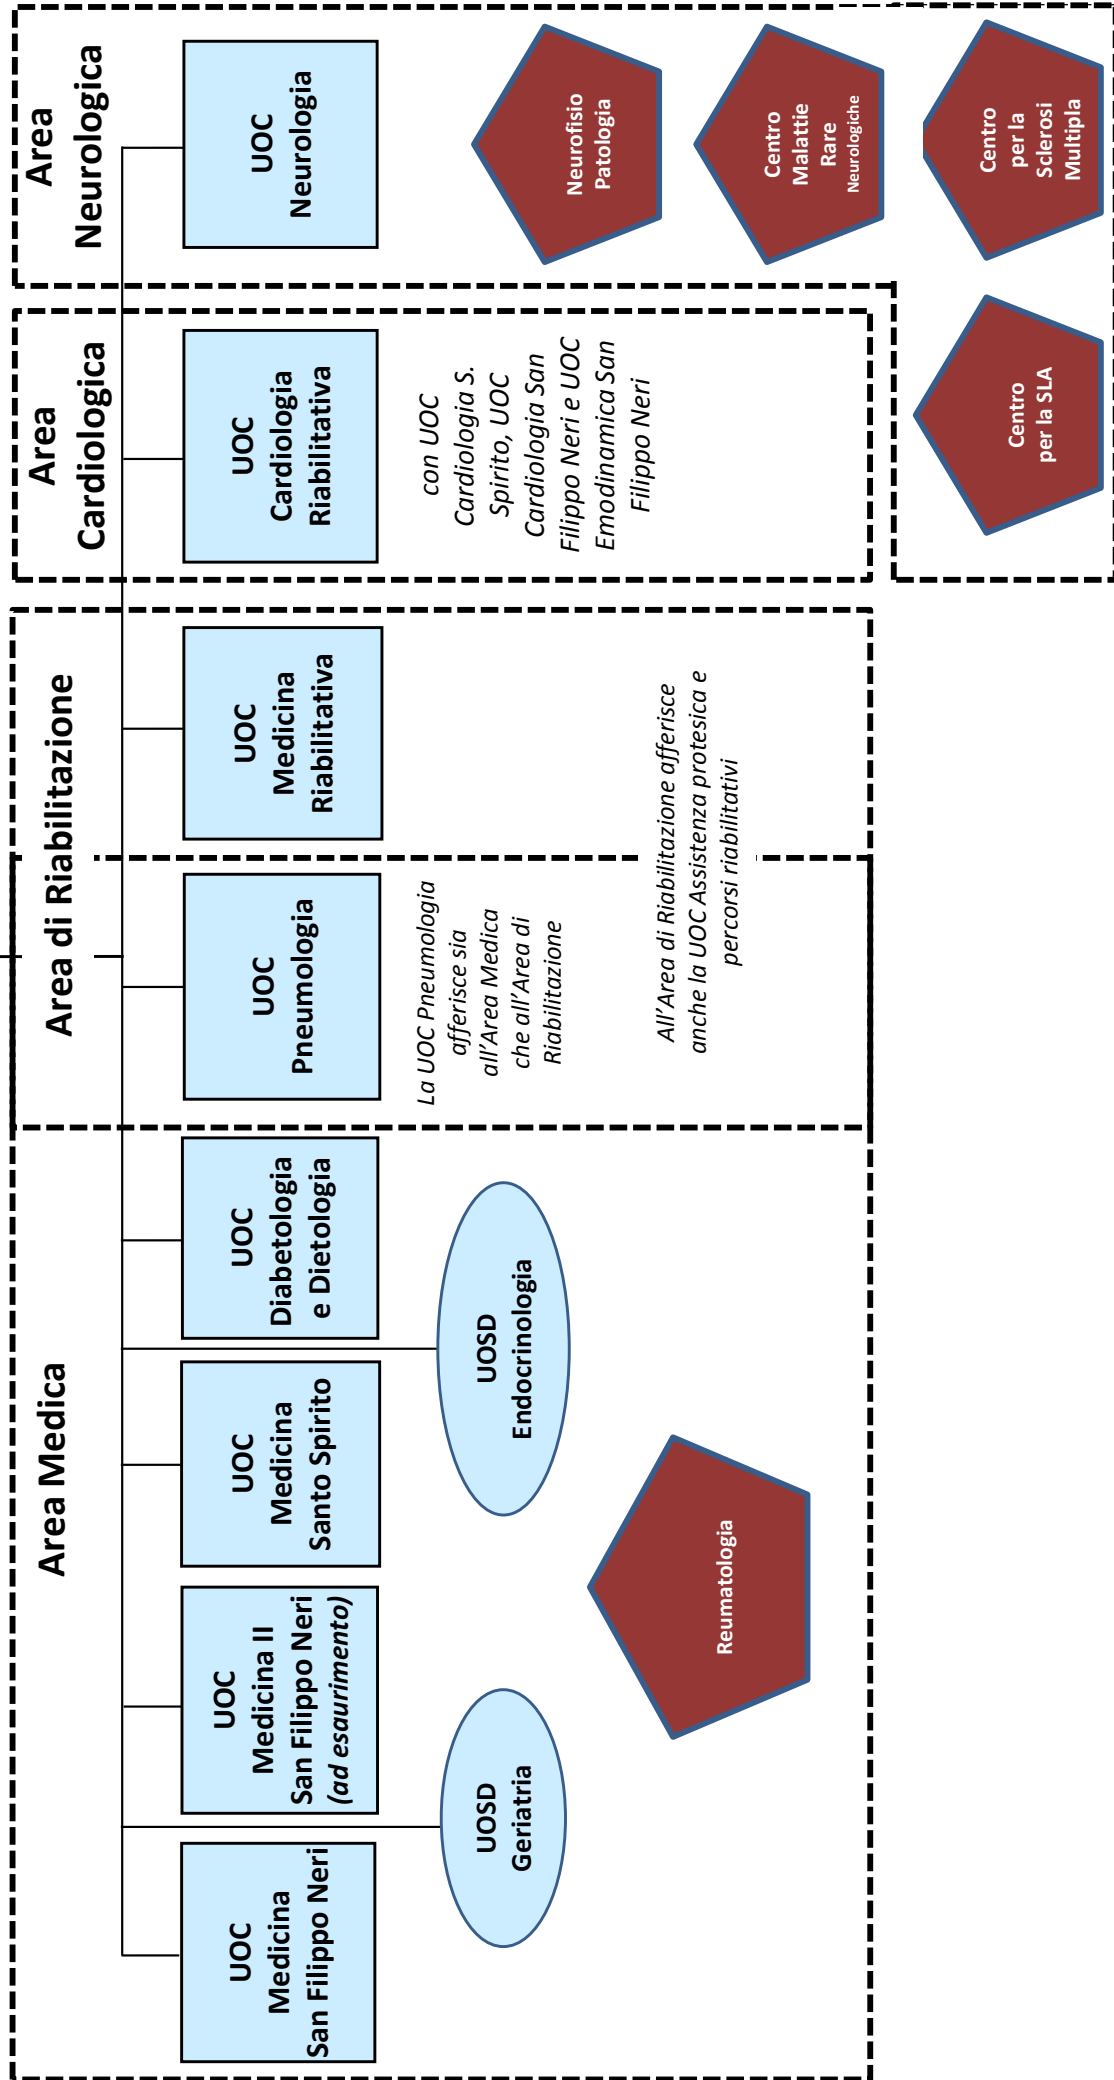 Area Medica
Area di Riabilitazione
Area
Cardiologica
Area
Neurologica
UOC
Medicina
San Filippo Neri
UOC
Medicina II
San Filippo Neri
(ad esaurimento)
UOC
Medicina
Santo Spirito
UOC
Diabetologia
e Dietologia
UOC
Pneumologia
UOC
Medicina
Riabilitativa
UOC
Cardiologia
Riabilitativa
UOC
Neurologia
UOSD
Geriatria
UOSD
Endocrinologia
La UOC Pneumologia
afferisce sia
all’Area Medica
che all’Area di
Riabilitazione
con UOC
Cardiologia S.
Spirito, UOC
Cardiologia San
Filippo Neri e UOC
Emodinamica San
Filippo Neri
Neurofisio
Patologia
Reumatologia
All’Area di Riabilitazione afferisce
anche la UOC Assistenza protesica e
percorsi riabilitativi
Centro
Malattie
Rare
Neurologiche
Centro
per la SLA
Centro
per la
Sclerosi
Multipla